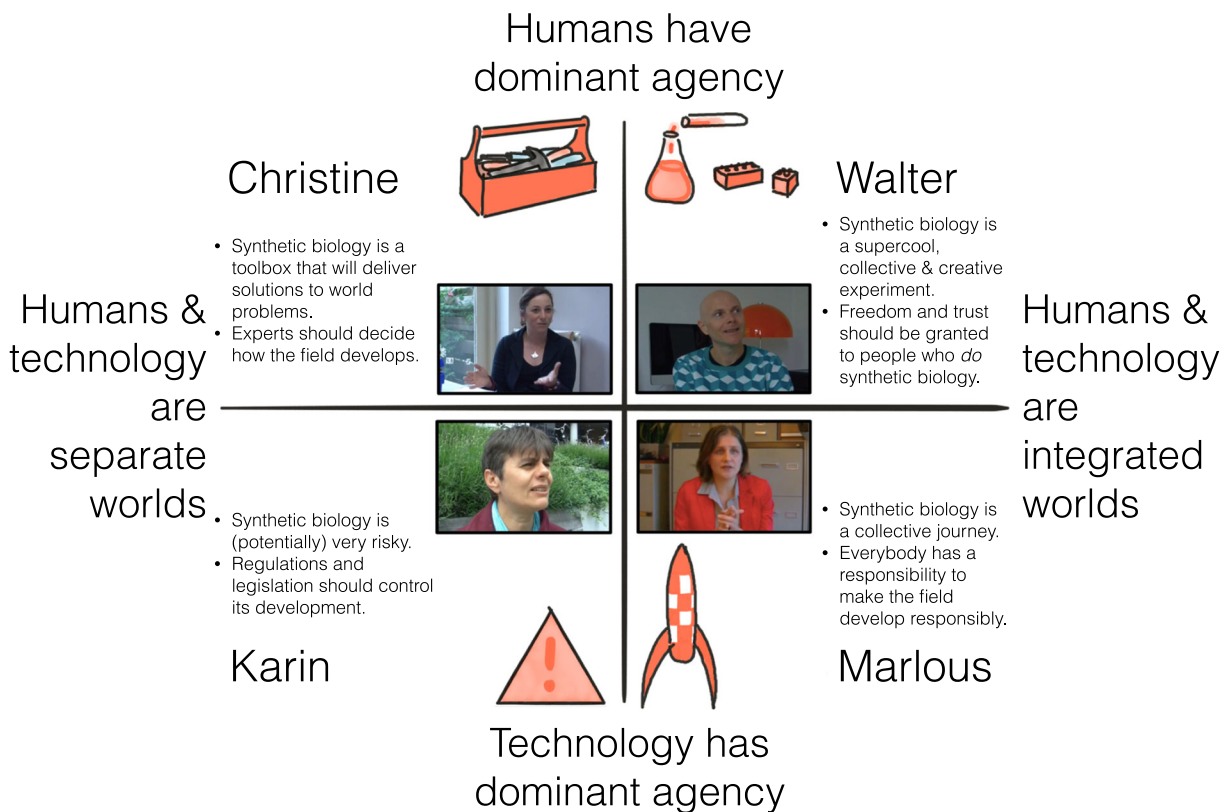 Humans have
dominant agency
Christine
• Synthetic biology is a
toolbox that will deliver
solutions to world
problems.
• Experts should decide
how the field develops.
Walter
• Synthetic biology is
a supercool,
collective & creative
experiment.
• Freedom and trust
should be granted
to people who do
synthetic biology.
Humans &
technology
are
separate
worlds
Humans &
technology
are
integrated
worlds
• Synthetic biology is
(potentially) very risky.
• Regulations and
legislation should control
its development.
Karin
• Synthetic biology is
a collective journey.
• Everybody has a
responsibility to
make the field
develop responsibly.
Marlous
Technology has
dominant agency